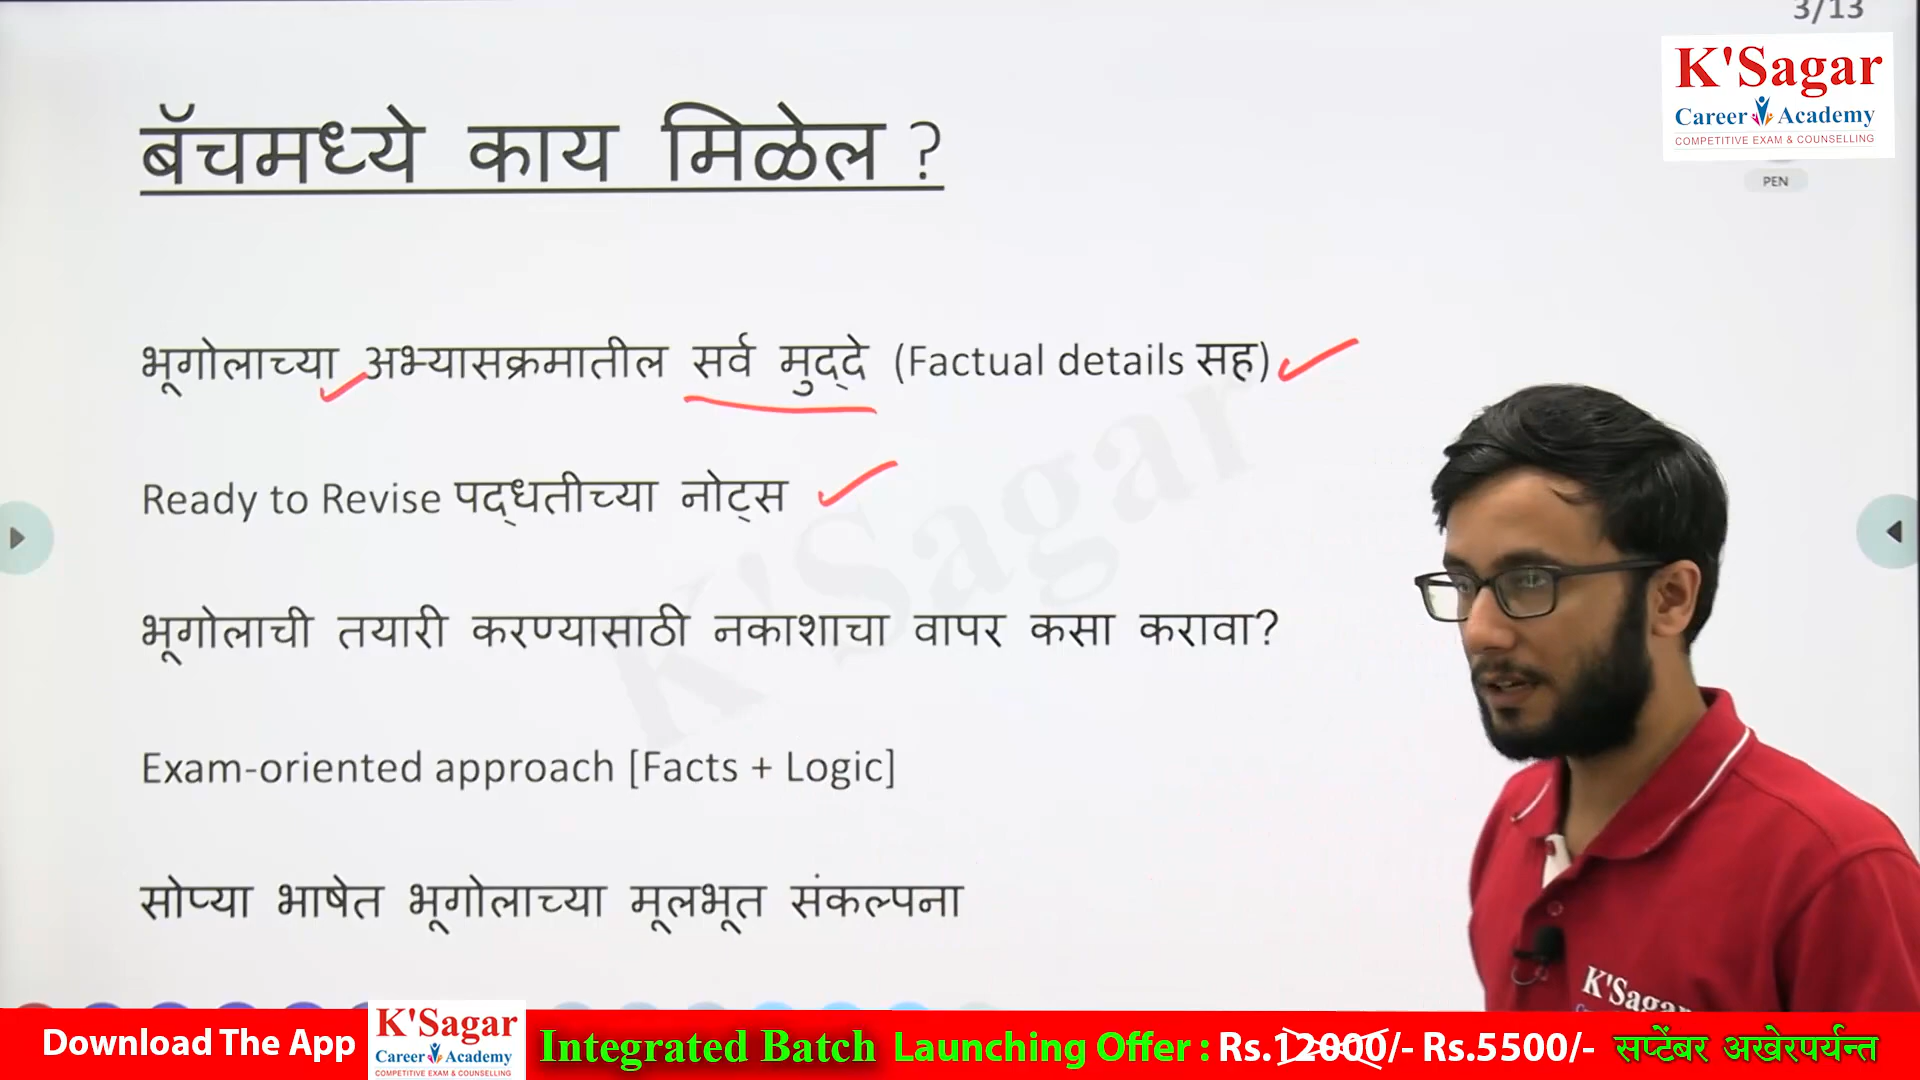 3/13
K'Sagar
Career Academy
COMPETITIVE EXAM & COUNSELLING
PEN
बॅचमध्ये काय मिळेल ?
भूगोलाच्या अभ्यासक्रमातील सर्व मुद्‌दे (Factual details सह)
Ready to Revise पद्‌धतीच्या नोट्स
भूगोलाची तयारी करण्यासाठी नकाशाचा वापर कसा करावा?
Exam-oriented approach [Facts + Logic]
सोप्या भाषेत भूगोलाच्या मूलभूत संकल्पना
K'Sagar
K'Sagar
Download The App K'Sagar Career Academy COMPETITIVE EXAM & COUNSELLING Integrated Batch Launching Offer : Rs.12000/- Rs.5500/- सप्टेंबर अखेरपर्यन्त